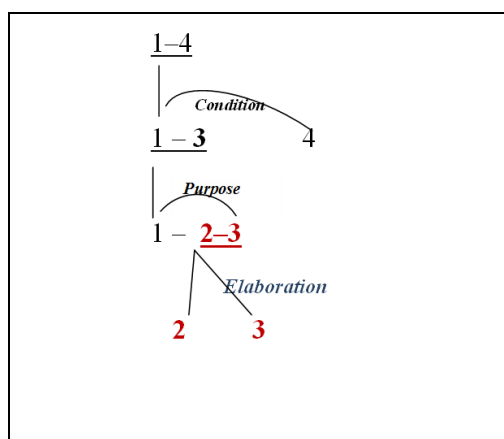 1–4
Condition
1 – 3 4
Purpose
1 – 2–3
Elaboration
2 3